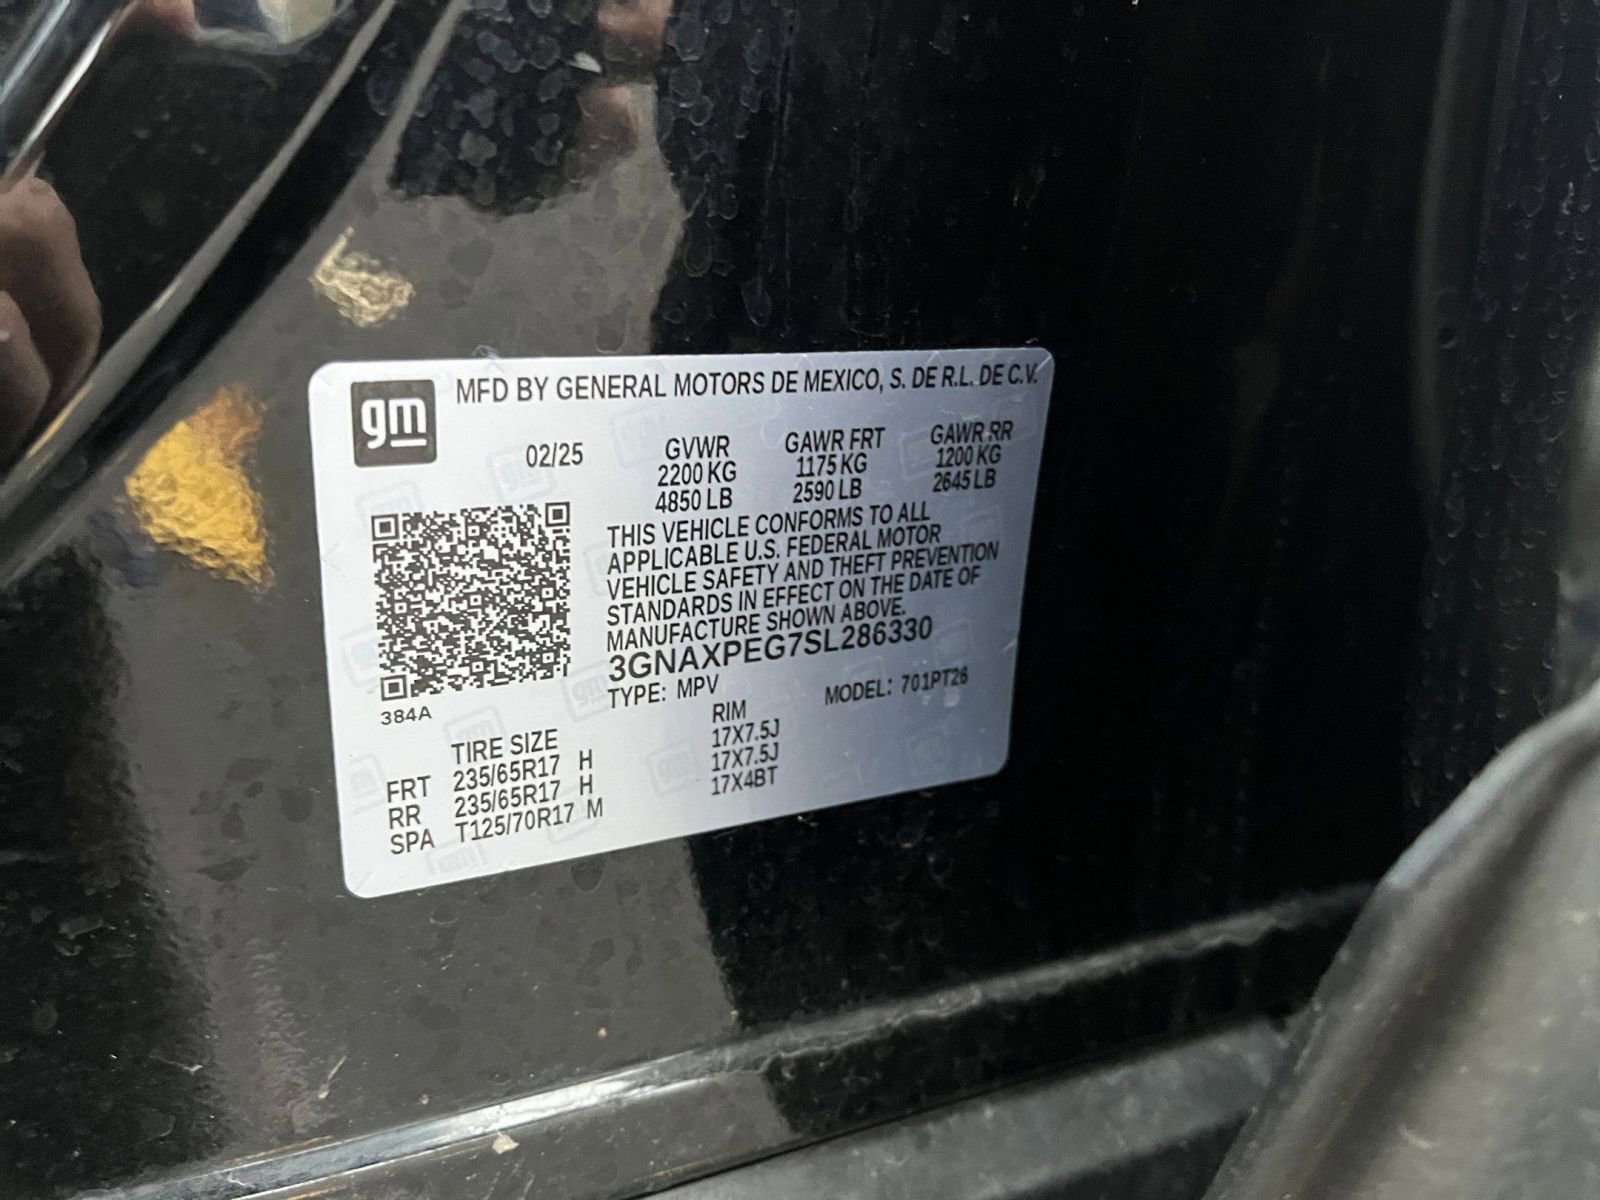 gm
MFD BY GENERAL MOTORS DE MEXICO, S. DE R.L. DE C.V.
02/25 GVWR GAWR FRT GAWR RR
2200 KG 1175 KG 1200 KG
4850 LB 2590 LB 2645 LB
THIS VEHICLE CONFORMS TO ALL
APPLICABLE U.S. FEDERAL MOTOR
VEHICLE SAFETY AND THEFT PREVENTION
STANDARDS IN EFFECT ON THE DATE OF
MANUFACTURE SHOWN ABOVE.
3GNAXPEG7SL286330
TYPE: MPV MODEL: 701PT26
384A
TIRE SIZE RIM
FRT 235/65R17 H 17X7.5J
RR 235/65R17 H 17X7.5J
SPA T125/70R17 M 17X4BT